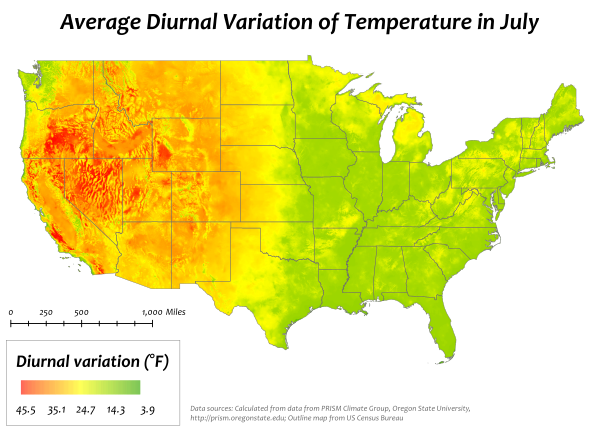 Average Diurnal Variation of Temperature in July
0 250 500 1,000 Miles
Diurnal variation (°F)
45.5 35.1 24.7 14.3 3.9
Data sources: Calculated from data from PRISM Climate Group, Oregon State University,
http://prism.oregonstate.edu; Outline map from US Census Bureau